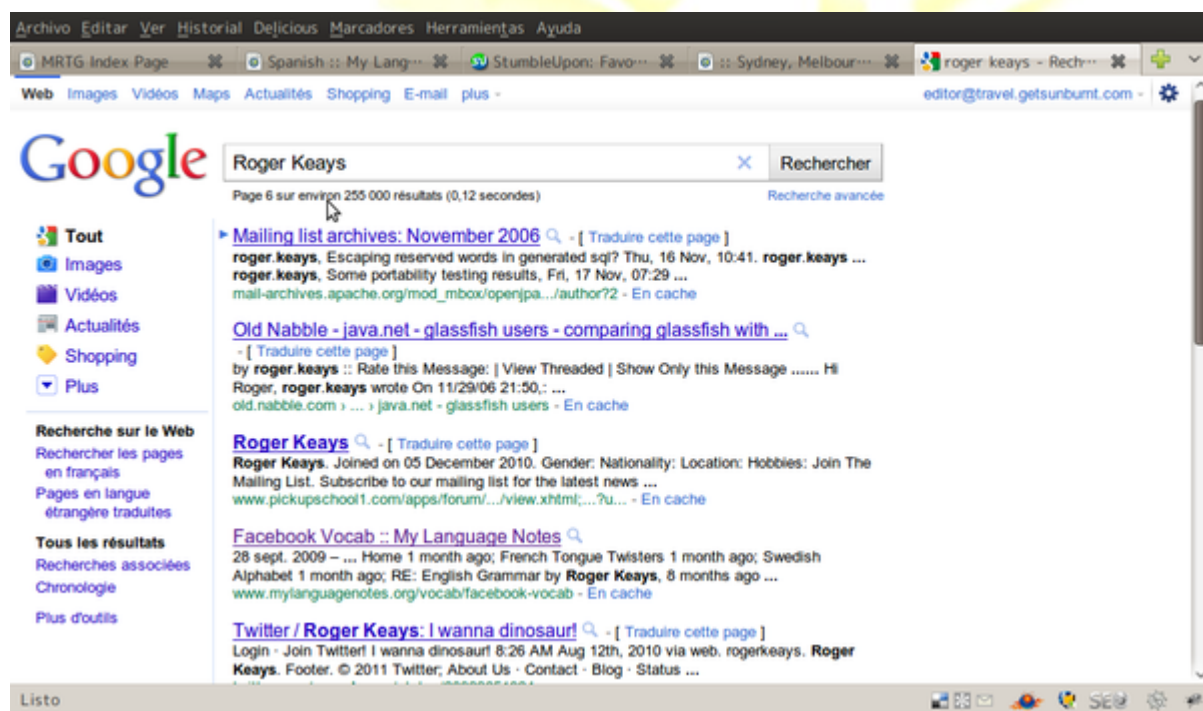 Archivo Editar Ver Historial Delicious Marcadores Herramientas Ayuda
MRTG Index Page Spanish :: My Lang··· StumbleUpon: Favo··· :: Sydney, Melbour··· roger keays - Rech···
Web Images Vidéos Maps Actualités Shopping E-mail plus editor@travel.getsunburnt.com
Google Roger Keays Rechercher
Page 6 sur environ 255 000 résultats (0,12 secondes) Recherche avancée
Tout
Images
Vidéos
Actualités
Shopping
Plus
Recherche sur le Web
Rechercher les pages
en français
Pages en langue
étrangère traduites
Tous les résultats
Recherches associées
Chronologie
Plus d'outils
Mailing list archives: November 2006 - [ Traduire cette page ]
roger.keays, Escaping reserved words in generated sql? Thu, 16 Nov, 10:41. roger.keays ...
roger.keays, Some portability testing results, Fri, 17 Nov, 07:29 ...
mail-archives.apache.org/mod_mbox/openjpa.../author?2 - En cache
Old Nabble - java.net - glassfish users - comparing glassfish with ...
- [ Traduire cette page ]
by roger.keays :: Rate this Message: | View Threaded | Show Only this Message ...... Hi
Roger, roger.keays wrote On 11/29/06 21:50,: ...
old.nabble.com › ... › java.net - glassfish users - En cache
Roger Keays - [ Traduire cette page ]
Roger Keays. Joined on 05 December 2010. Gender: Nationality: Location: Hobbies: Join The
Mailing List. Subscribe to our mailing list for the latest news ...
www.pickupschool1.com/apps/forum/.../view.xhtml;...?u... - En cache
Facebook Vocab :: My Language Notes
28 sept. 2009 – ... Home 1 month ago; French Tongue Twisters 1 month ago; Swedish
Alphabet 1 month ago; RE: English Grammar by Roger Keays, 8 months ago ...
www.mylanguagenotes.org/vocab/facebook-vocab - En cache
Twitter / Roger Keays: I wanna dinosaur! - [ Traduire cette page ]
Login · Join Twitter! I wanna dinosaur! 8:26 AM Aug 12th, 2010 via web. rogerkeays. Roger
Keays. Footer. © 2011 Twitter; About Us · Contact · Blog · Status ...
Listo